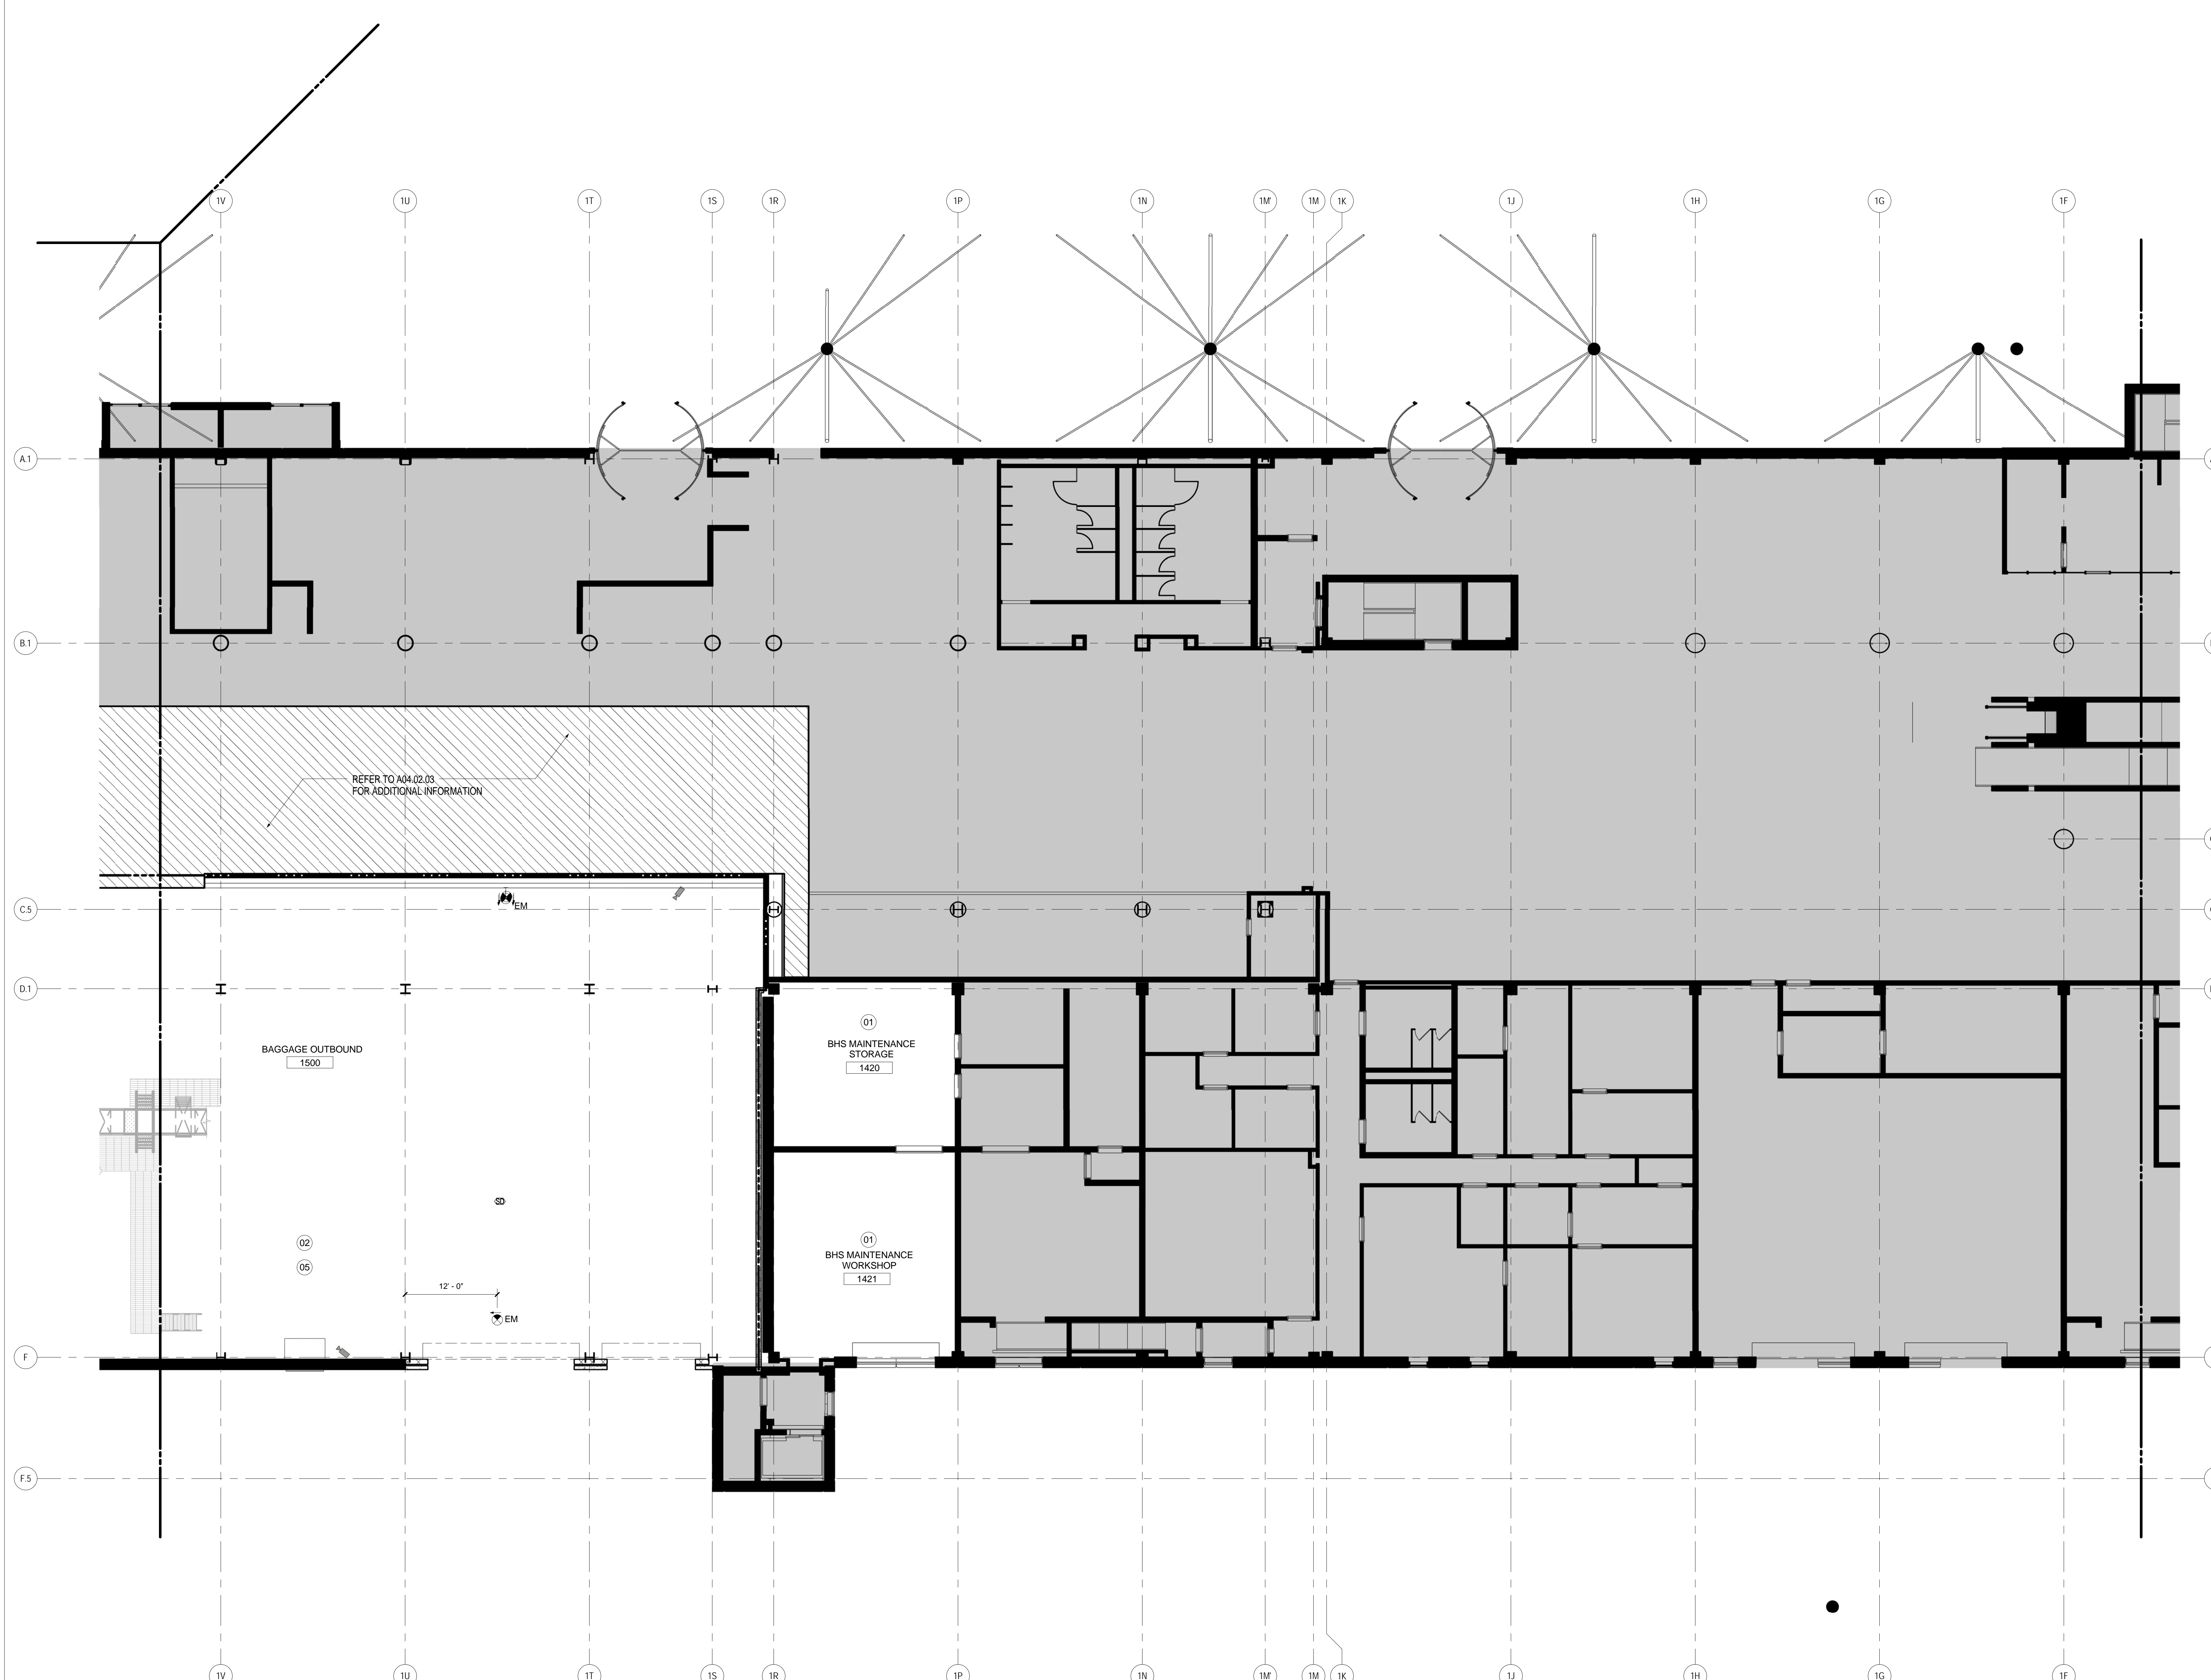 1V 1U 1T 1S 1R 1P 1N 1M' 1M 1K 1J 1H 1G 1F
A.1
B.1
REFER TO A04.02.03
FOR ADDITIONAL INFORMATION
EM
C.5
D.1
01
BHS MAINTENANCE
STORAGE
1420
BAGGAGE OUTBOUND
1500
SD
02
05
01
BHS MAINTENANCE
WORKSHOP
1421
12' - 0"
EM
F
F.5
1V 1U 1T 1S 1R 1P 1N 1M' 1M 1K 1J 1H 1G 1F